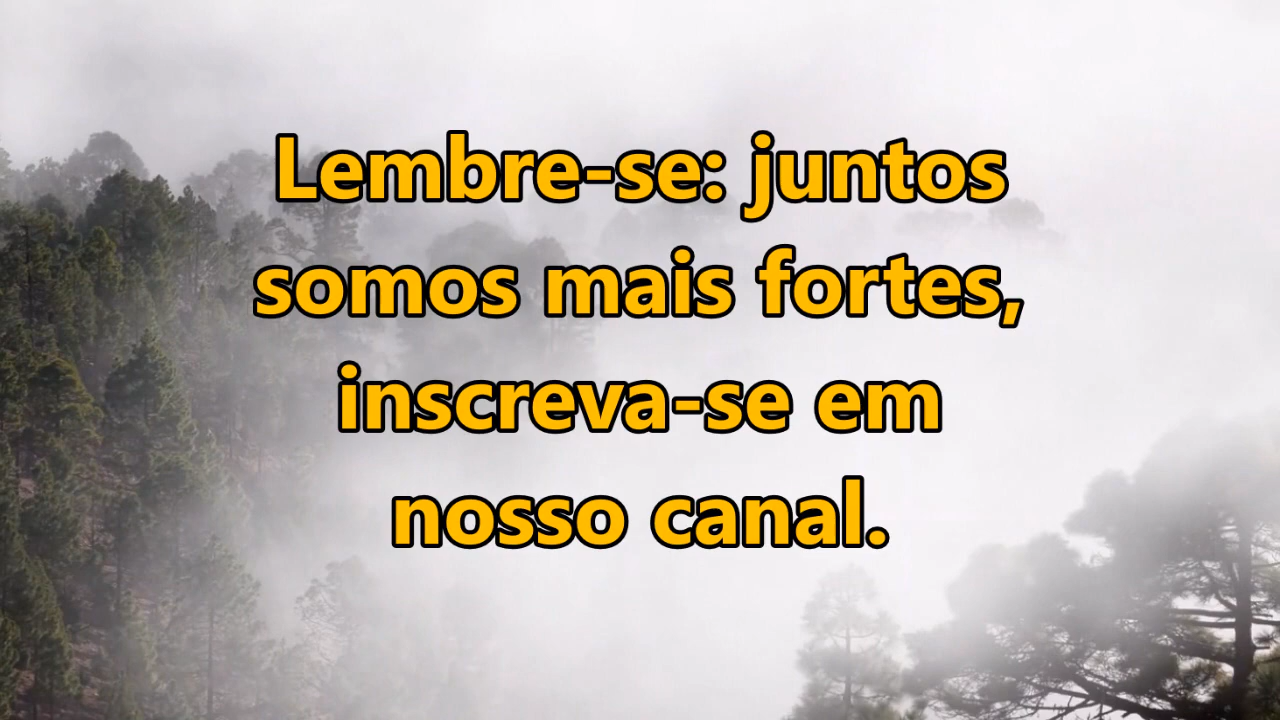 Lembre-se: juntos
somos mais fortes,
inscreva-se em
nosso canal.